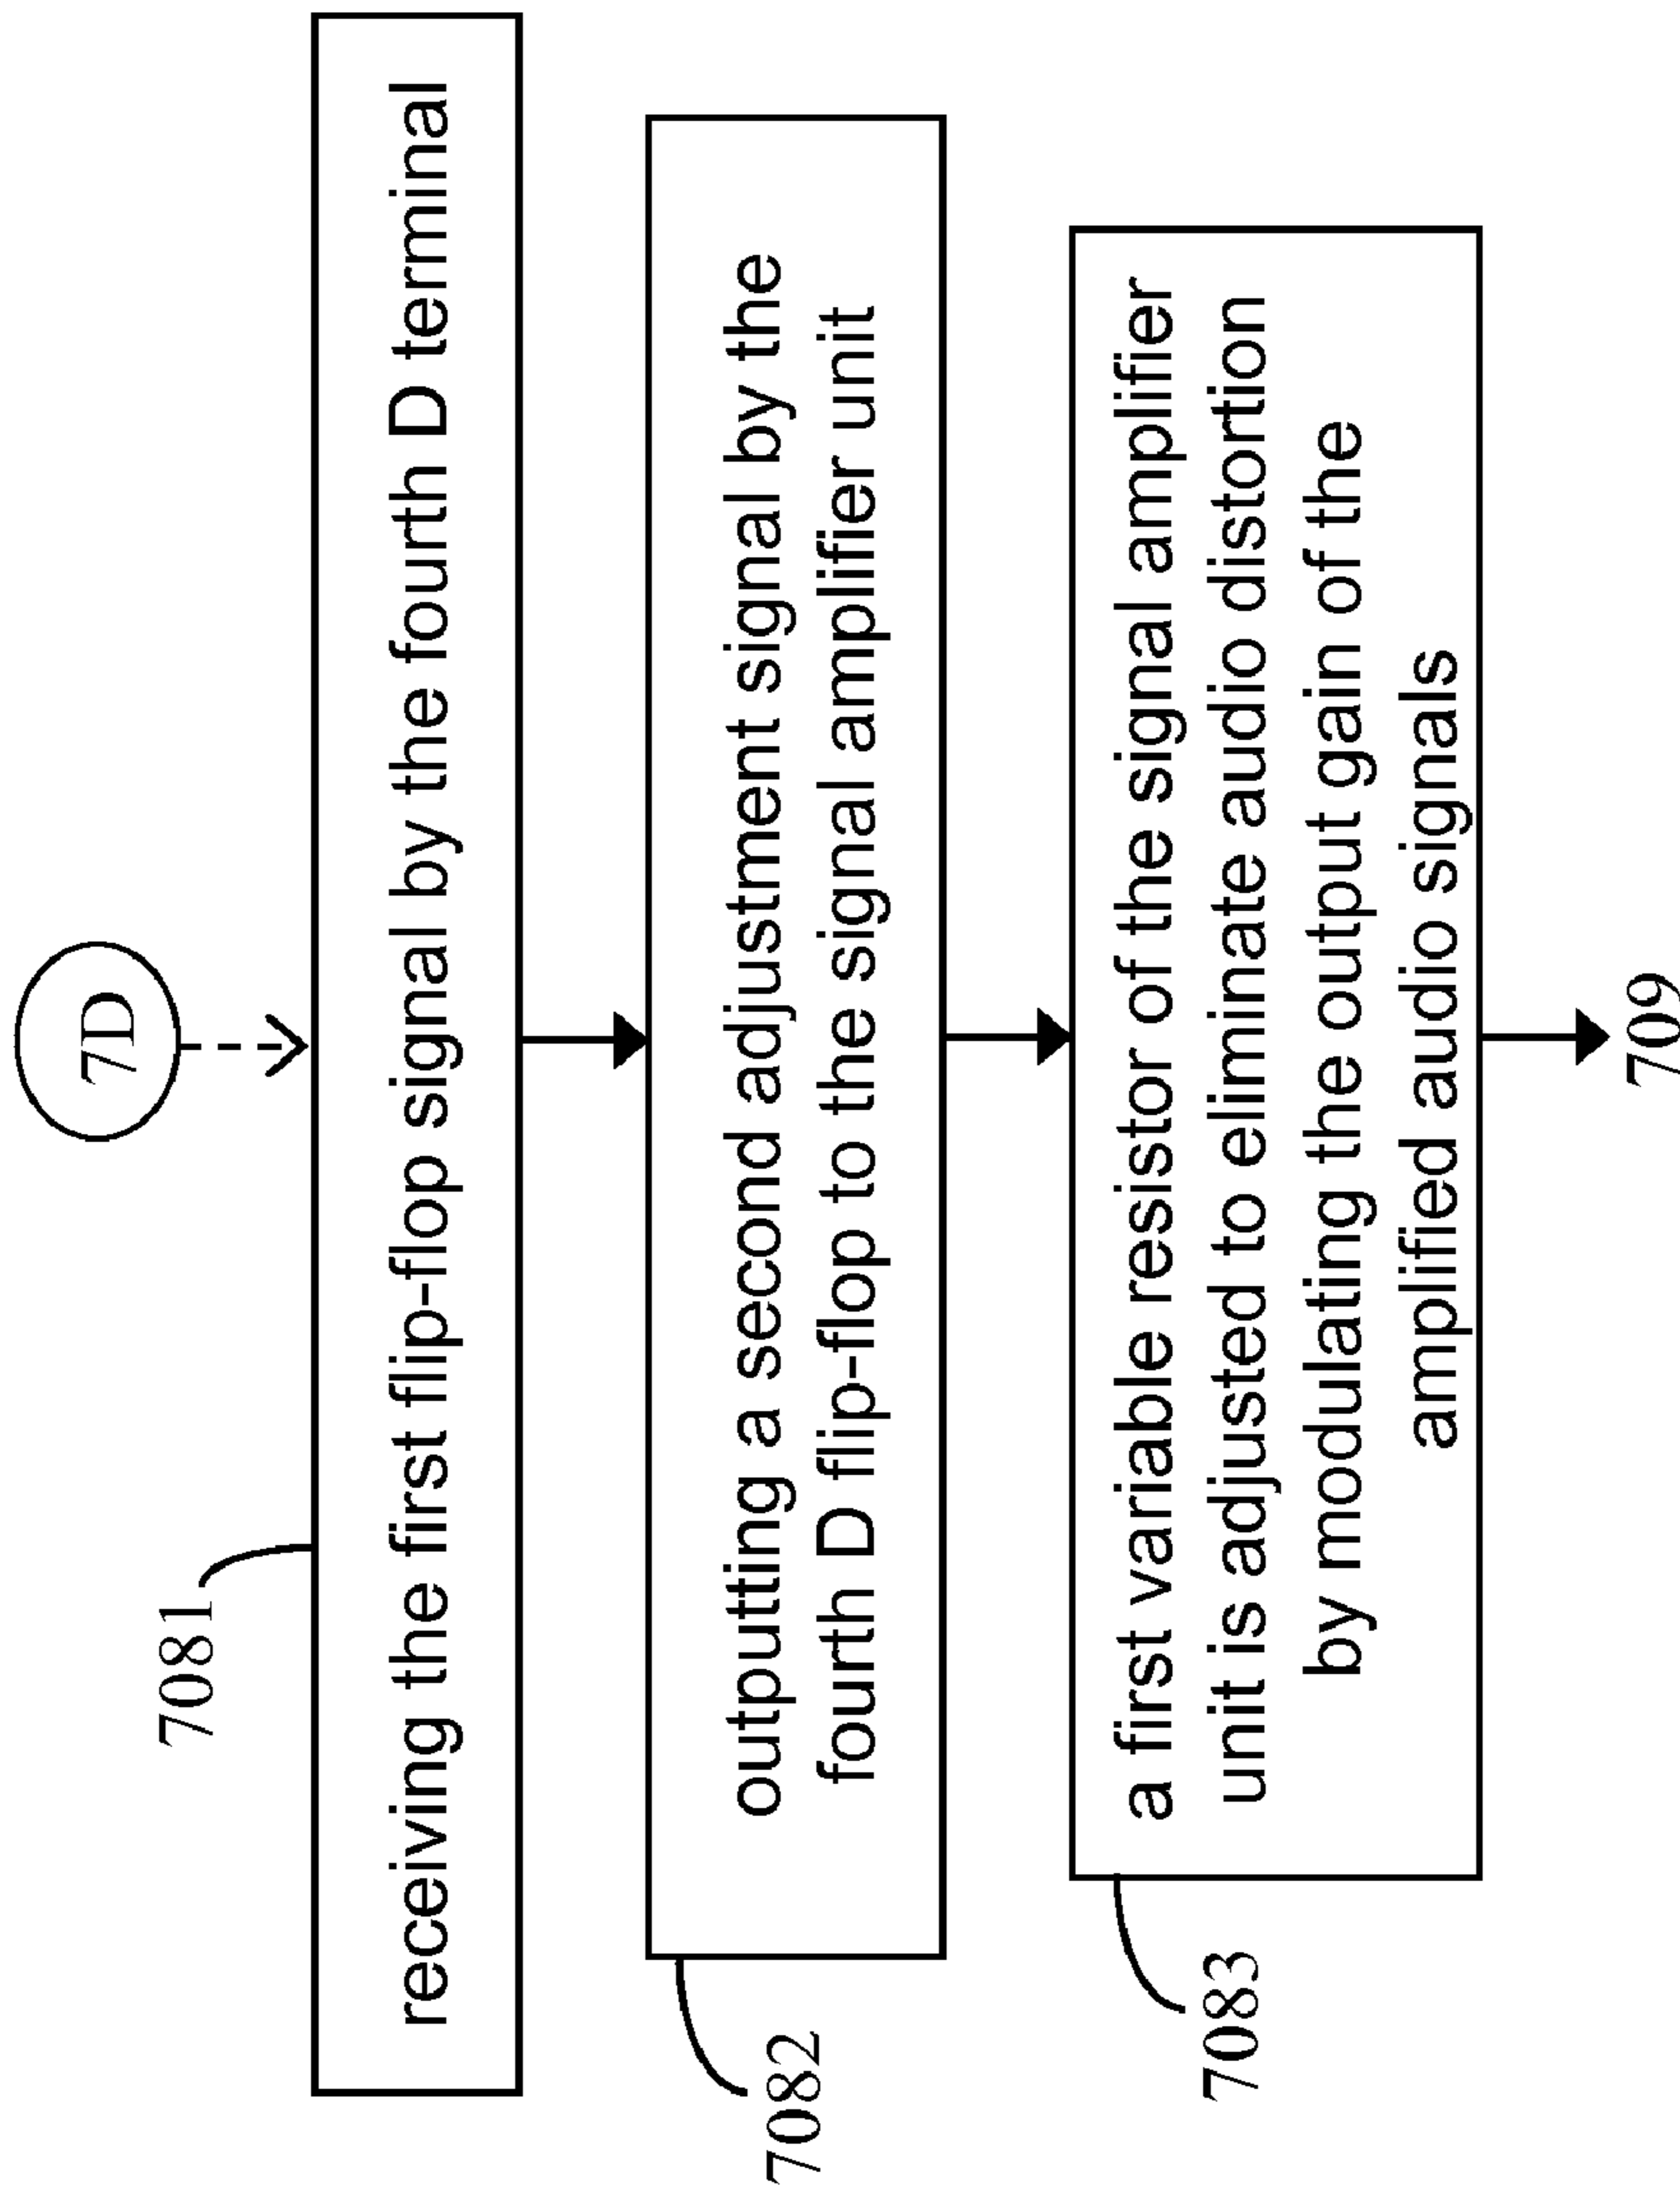 7D
7081
receiving the first flip-flop signal by the fourth D terminal
7082
outputting a second adjustment signal by the
fourth D flip-flop to the signal amplifier unit
7083
a first variable resistor of the signal amplifier
unit is adjusted to eliminate audio distortion
by modulating the output gain of the
amplified audio signals
709